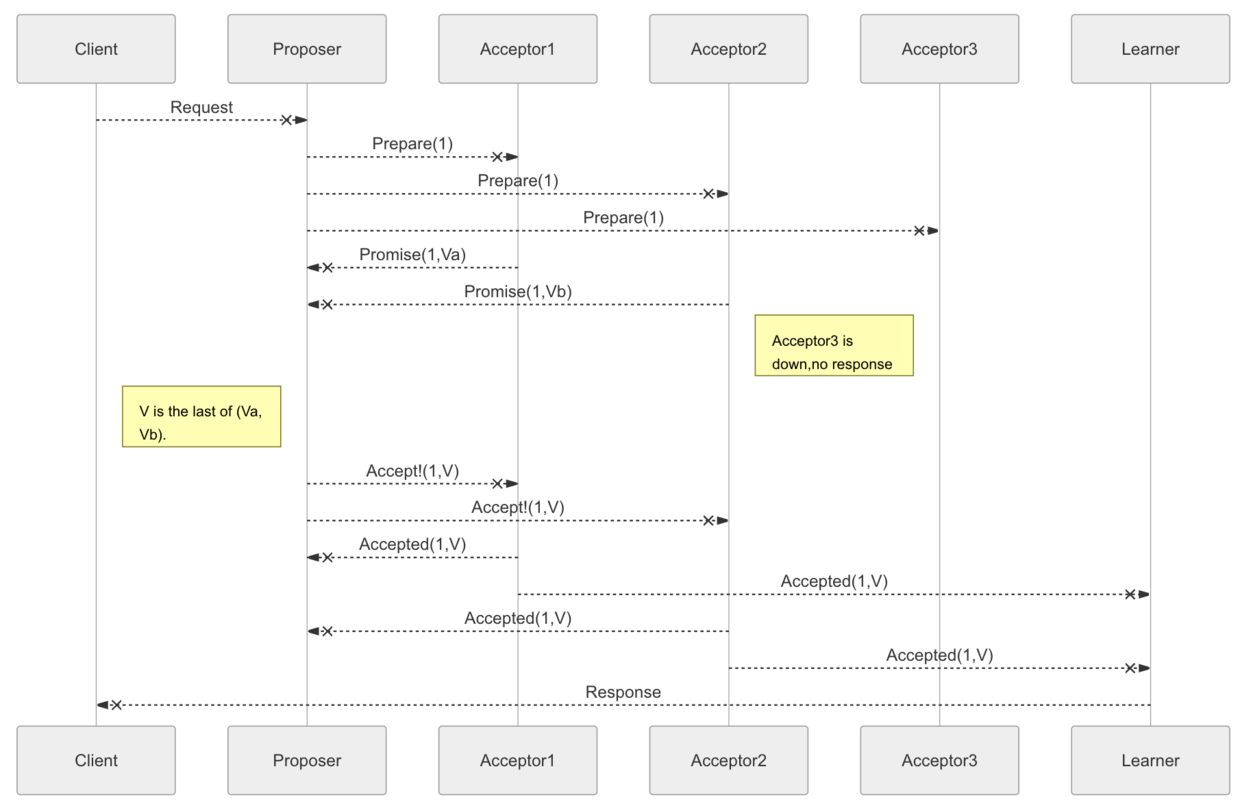 Client
Proposer
Acceptor1
Acceptor2
Acceptor3
Learner
Request
Prepare(1)
Prepare(1)
Prepare(1)
Promise(1,Va)
Promise(1,Vb)
Acceptor3 is
down,no response
V is the last of (Va,
Vb).
Accept!(1,V)
Accept!(1,V)
Accepted(1,V)
Accepted(1,V)
Accepted(1,V)
Accepted(1,V)
Response
Client
Proposer
Acceptor1
Acceptor2
Acceptor3
Learner